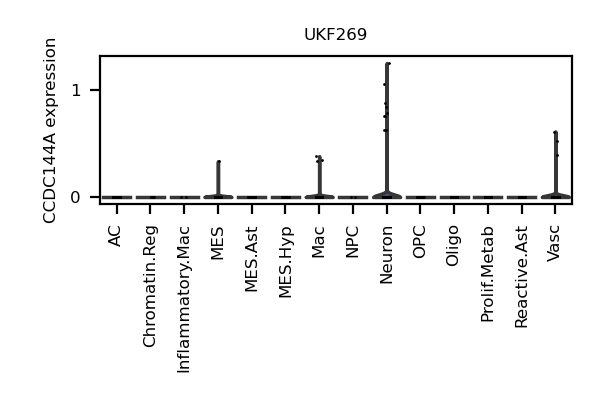 UKF269
CCDC144A expression
1
0
AC
Chromatin.Reg
Inflammatory.Mac
MES
MES.Ast
MES.Hyp
Mac
NPC
Neuron
OPC
Oligo
Prolif.Metab
Reactive.Ast
Vasc